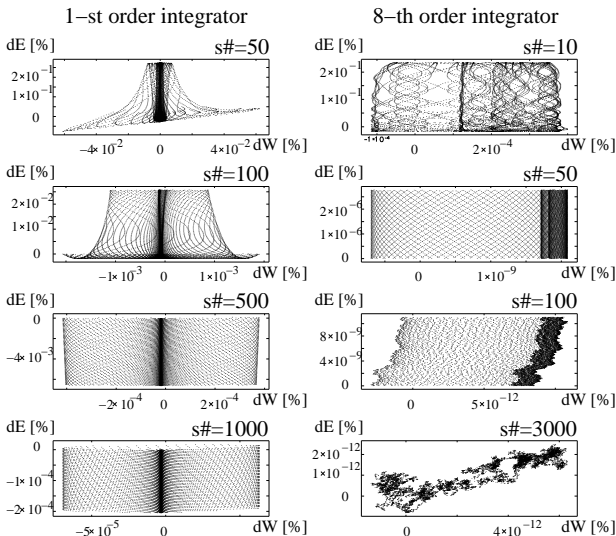 1−st order integrator
8−th order integrator
dE [%] s#=50
2×10⁻¹
1×10⁻¹
0
−4×10⁻² 0 4×10⁻² dW [%]
dE [%] s#=10
2×10⁻¹
1×10⁻¹
0
−1×10⁻⁴ 0 2×10⁻⁴ dW [%]
dE [%] s#=100
2×10⁻²
1×10⁻²
0
−1×10⁻³ 0 1×10⁻³ dW [%]
dE [%] s#=50
2×10⁻⁶
1×10⁻⁶
0
0 1×10⁻⁹ dW [%]
dE [%] s#=500
0
−4×10⁻³
−2×10⁻⁴ 0 2×10⁻⁴ dW [%]
dE [%] s#=100
8×10⁻⁹
4×10⁻⁹
0
0 5×10⁻¹² dW [%]
dE [%] s#=1000
0
−1×10⁻⁴
−2×10⁻⁴
−5×10⁻⁵ 0 dW [%]
dE [%] s#=3000
2×10⁻¹²
1×10⁻¹²
0
0 4×10⁻¹² dW [%]